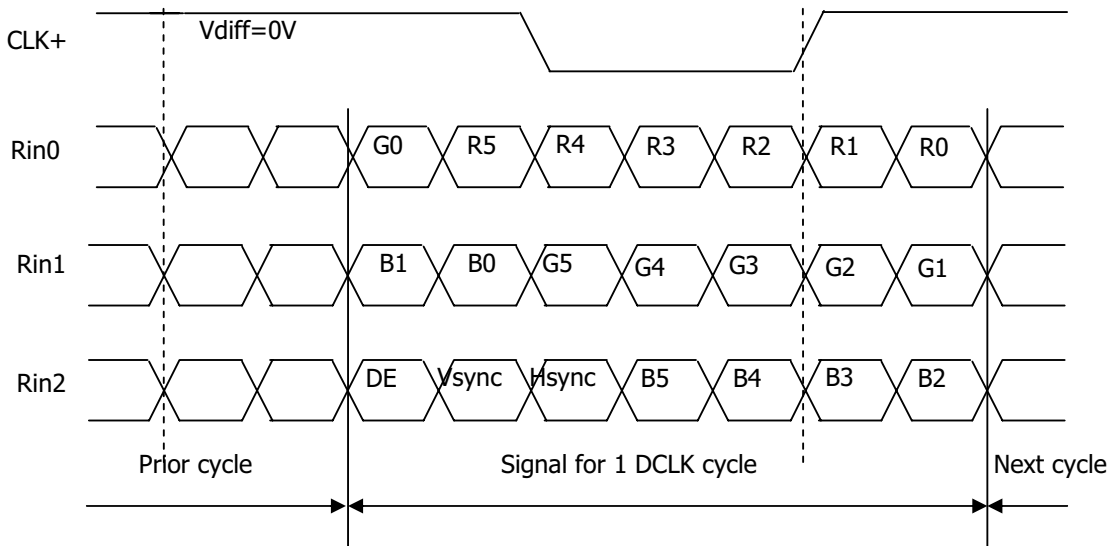 CLK+ Vdiff=0V
Rin0 G0 R5 R4 R3 R2 R1 R0
Rin1 B1 B0 G5 G4 G3 G2 G1
Rin2 DE Vsync Hsync B5 B4 B3 B2
Prior cycle Signal for 1 DCLK cycle Next cycle